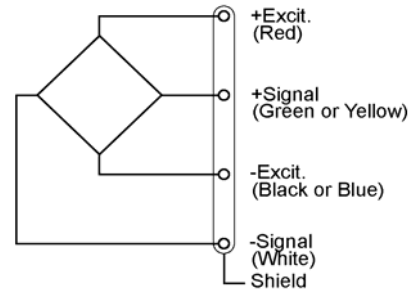 +Excit.
(Red)
+Signal
(Green or Yellow)
-Excit.
(Black or Blue)
-Signal
(White)
Shield